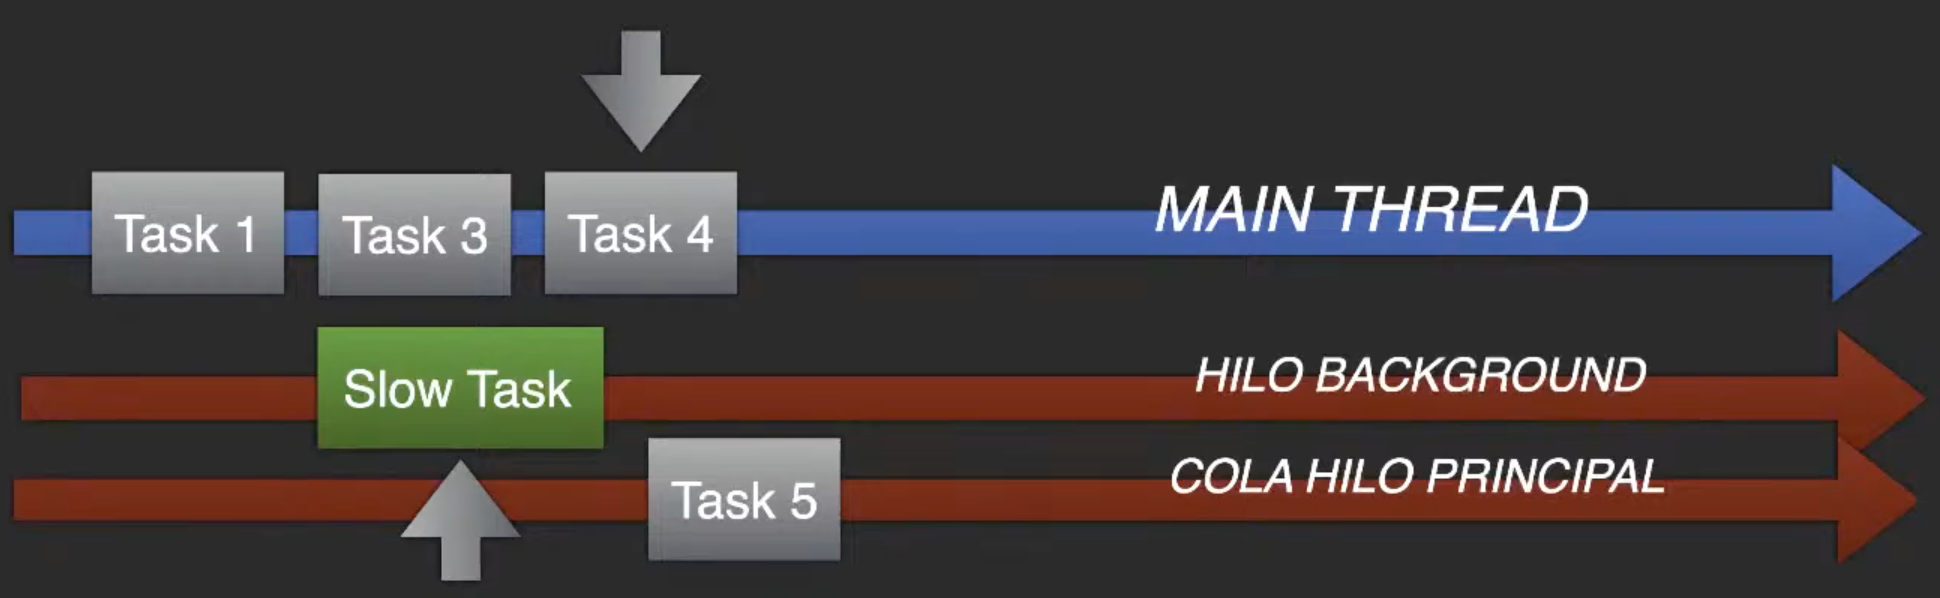 MAIN THREAD
Task 1
Task 3
Task 4
HILO BACKGROUND
Slow Task
COLA HILO PRINCIPAL
Task 5